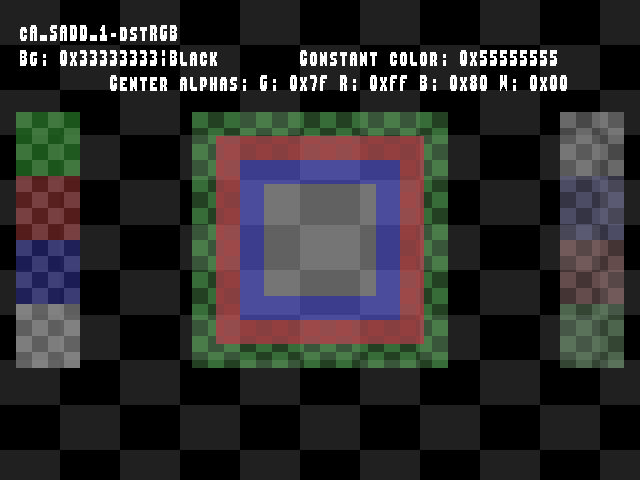 cA_SADD_1-dstRGB
Bg: 0x33333333;Black Constant color: 0x55555555
Center alphas: G: 0x7f R: 0xff B: 0x80 W: 0x00